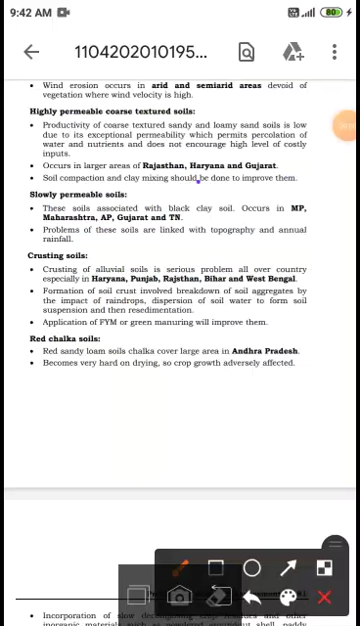 9:42 AM
80
1104202010195...
• Wind erosion occurs in arid and semiarid areas devoid of
vegetation where wind velocity is high.
Highly permeable coarse textured soils:
• Productivity of coarse textured sandy and loamy sand soils is low
due to its exceptional permeability which permits percolation of
water and nutrients and does not encourage high level of costly
inputs.
• Occurs in larger areas of Rajasthan, Haryana and Gujarat.
• Soil compaction and clay mixing should be done to improve them.
Slowly permeable soils:
• These soils associated with black clay soil. Occurs in MP,
Maharashtra, AP, Gujarat and TN.
• Problems of these soils are linked with topography and annual
rainfall.
Crusting soils:
• Crusting of alluvial soils is serious problem all over country
especially in Haryana, Punjab, Rajsthan, Bihar and West Bengal.
• Formation of soil crust involved breakdown of soil aggregates by
the impact of raindrops, dispersion of soil water to form soil
suspension and then resedimentation.
• Application of FYM or green manuring will improve them.
Red chalka soils:
• Red sandy loam soils chalka cover large area in Andhra Pradesh.
• Becomes very hard on drying, so crop growth adversely affected.
• Incorporation of slow